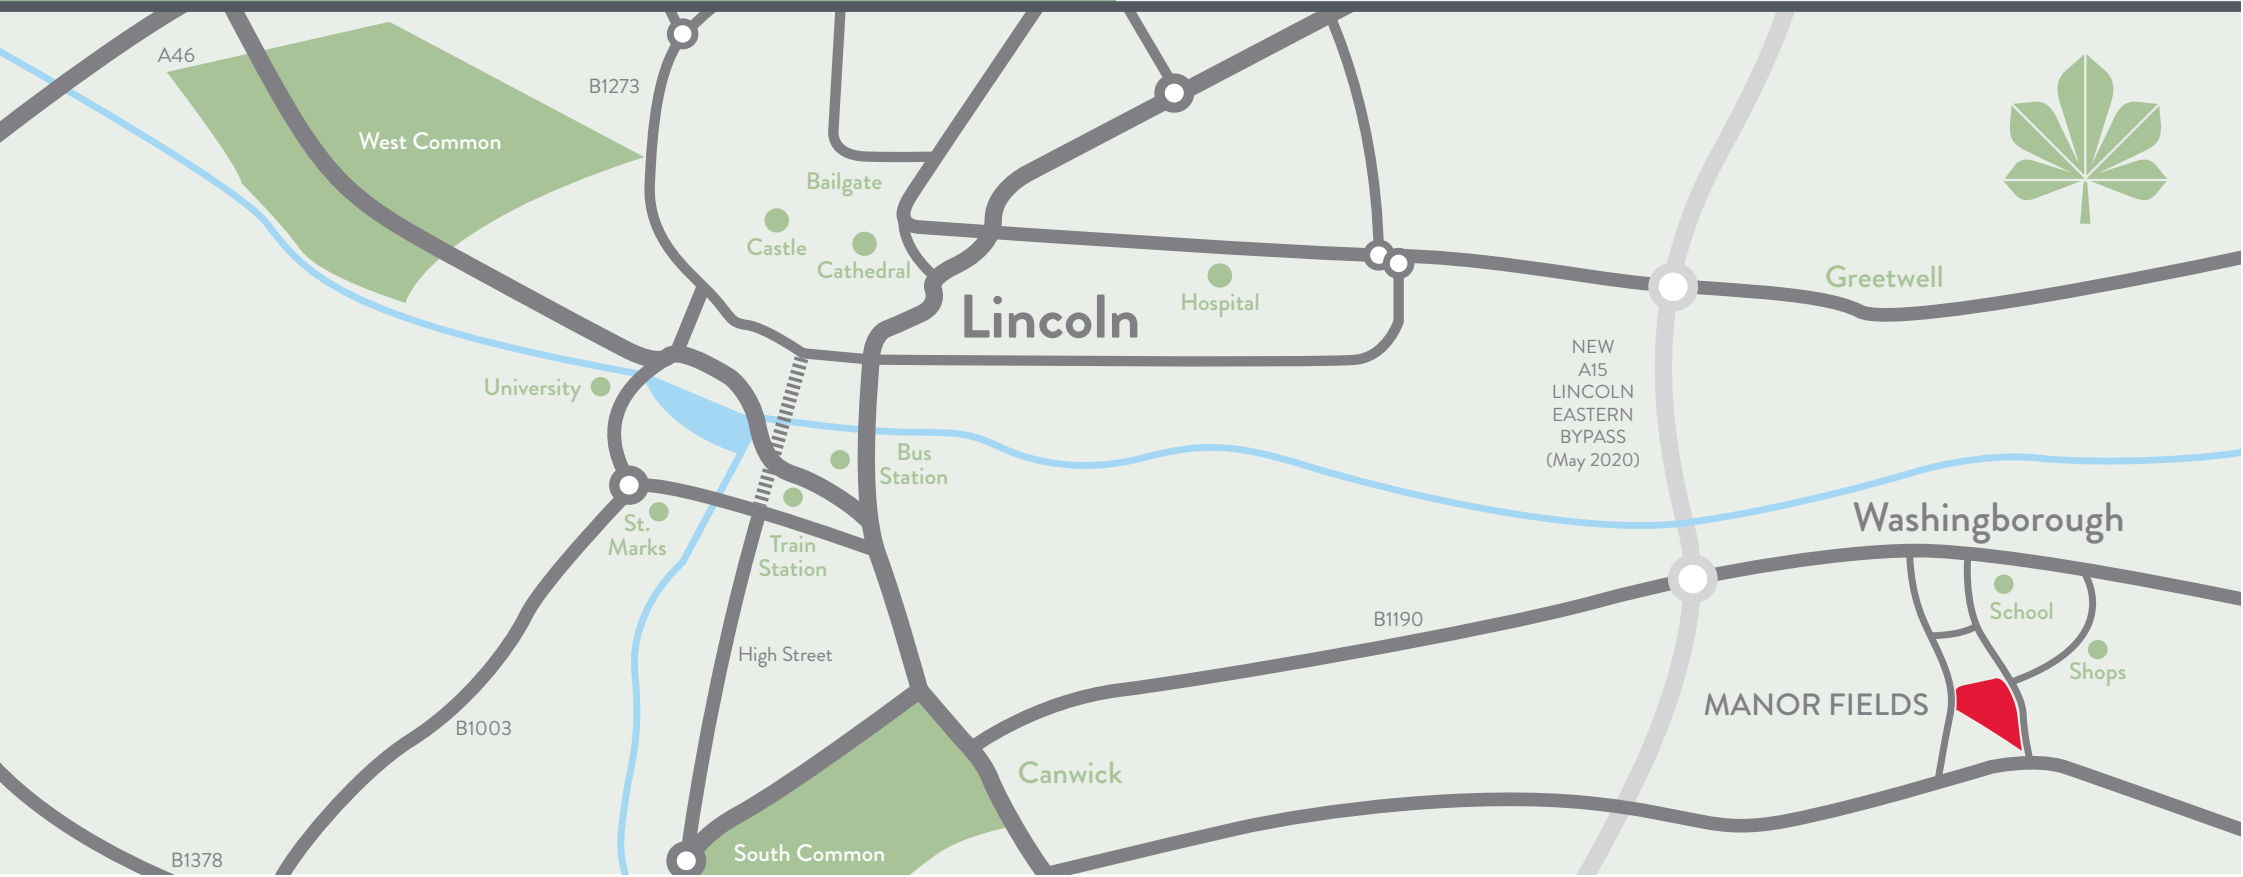 A46
B1273
West Common
Bailgate
Castle
Cathedral
Hospital
Lincoln
Greetwell
NEW
A15
LINCOLN
EASTERN
BYPASS
(May 2020)
University
Bus
Station
St.
Marks
Train
Station
Washingborough
School
Shops
B1190
High Street
MANOR FIELDS
B1003
Canwick
South Common
B1378